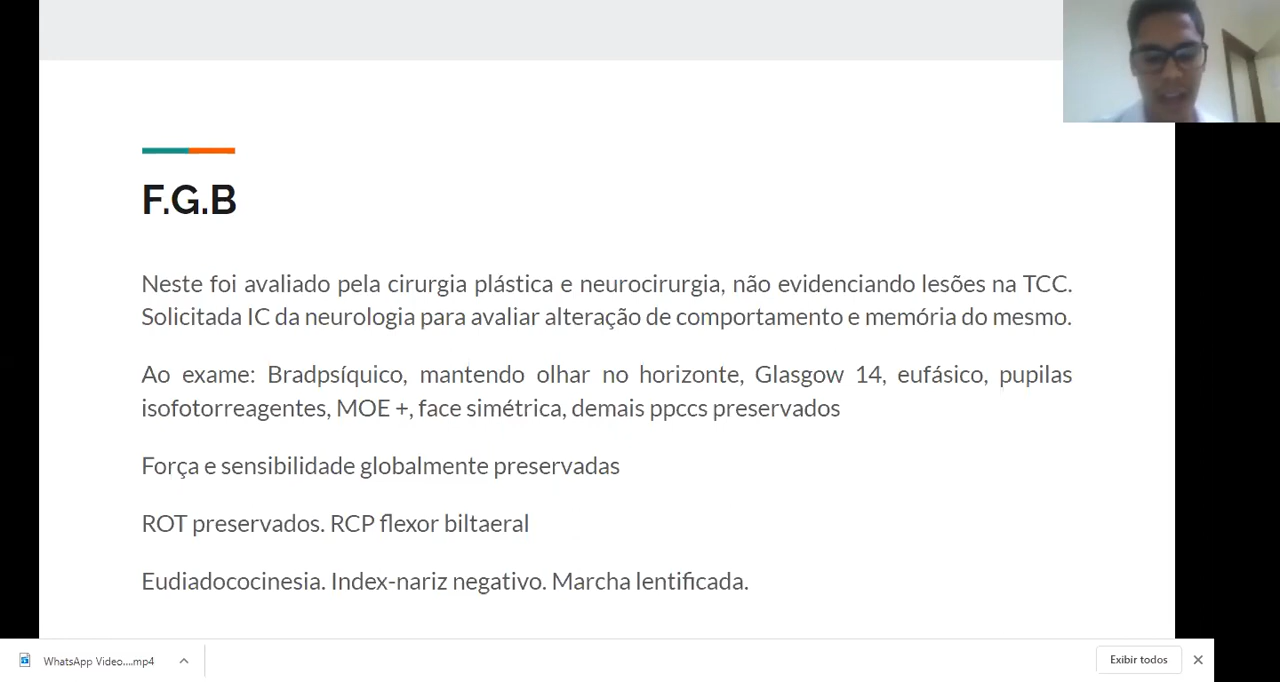 F.G.B
Neste foi avaliado pela cirurgia plástica e neurocirurgia, não evidenciando lesões na TCC.
Solicitada IC da neurologia para avaliar alteração de comportamento e memória do mesmo.
Ao exame: Bradpsíquico, mantendo olhar no horizonte, Glasgow 14, eufásico, pupilas
isofotorreagentes, MOE +, face simétrica, demais ppccs preservados
Força e sensibilidade globalmente preservadas
ROT preservados. RCP flexor biltaeral
Eudiadococinesia. Index-nariz negativo. Marcha lentificada.
WhatsApp Video....mp4
Exibir todos